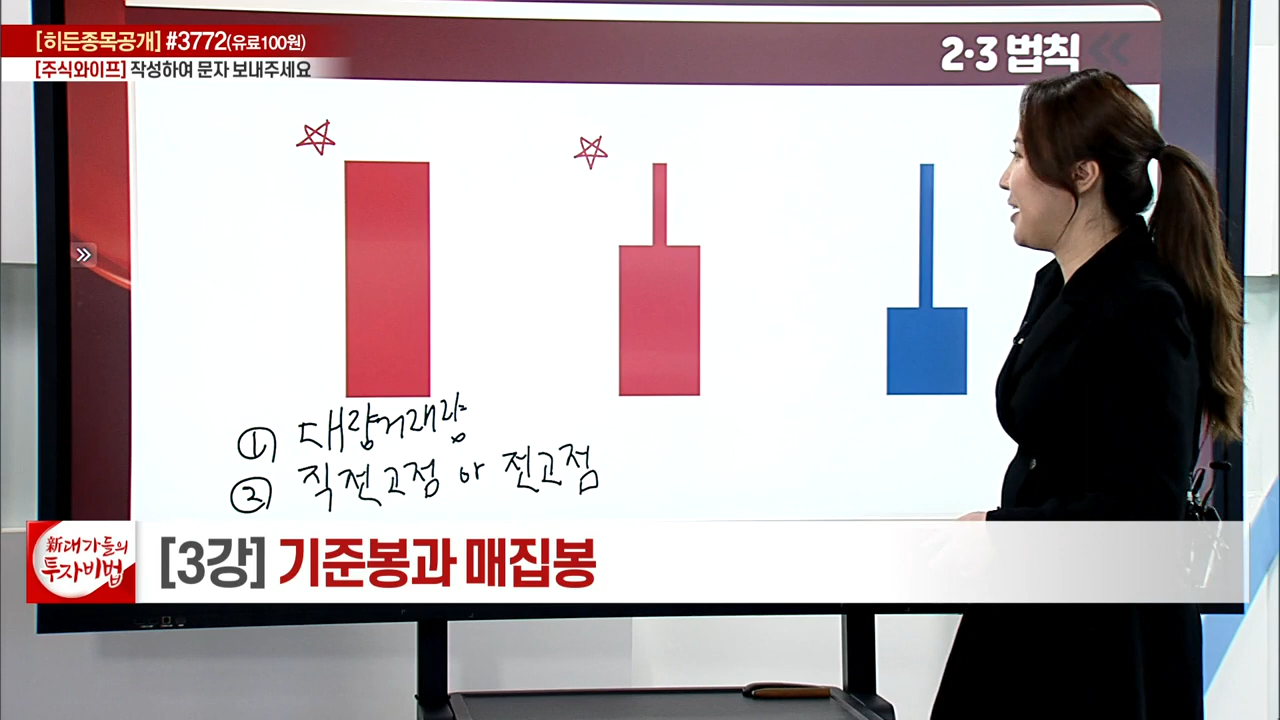 [히든종목공개] #3772(유료100원)
[주식와이프] 작성하여 문자 보내주세요
2·3 법칙
① 대량거래량
② 직전고점 or 전고점
新대가들의
투자비법
[3강] 기준봉과 매집봉